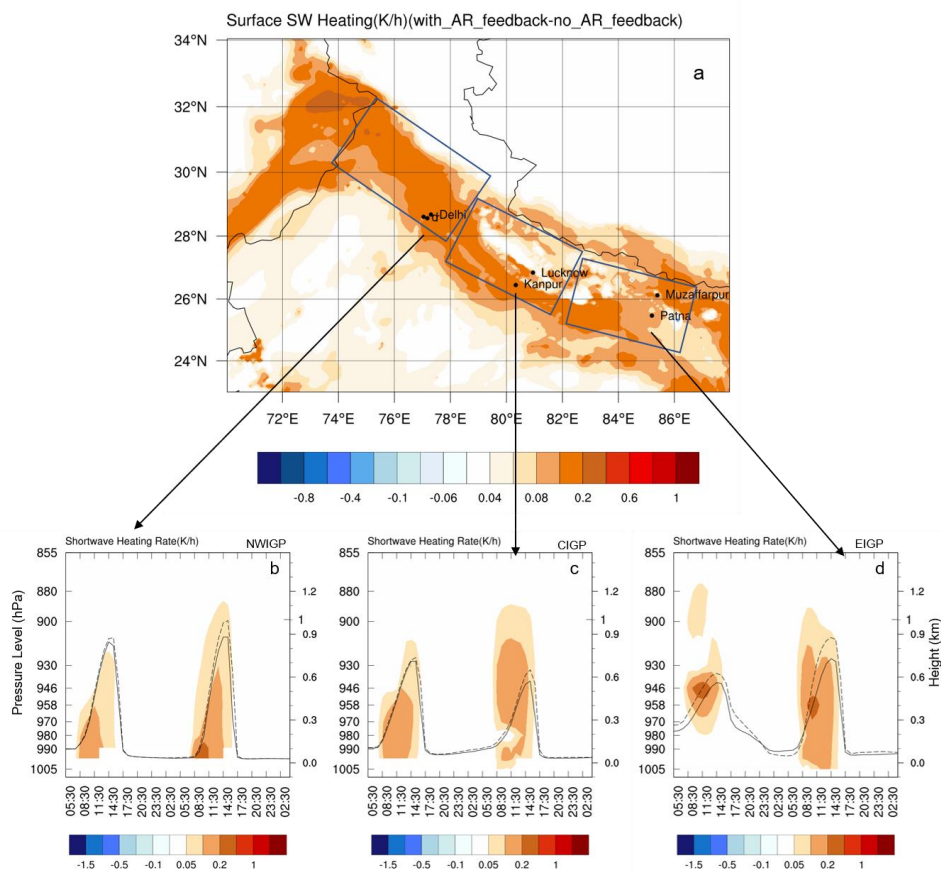 Surface SW Heating(K/h)(with_AR_feedback-no_AR_feedback)
a
34°N
32°N
30°N
28°N
26°N
24°N
Delhi
Lucknow
Kanpur
Muzaffarpur
Patna
72°E 74°E 76°E 78°E 80°E 82°E 84°E 86°E
-0.8 -0.4 -0.1 -0.06 0.04 0.08 0.2 0.6 1
Shortwave Heating Rate(K/h) NWIGP
b
Pressure Level (hPa)
855
880
900
930
946
958
970
980
990
1005
1.2
1
0.9
0.6
0.3
0.0
05:30 08:30 11:30 14:30 17:30 20:30 23:30 02:30 05:30 08:30 11:30 14:30 17:30 20:30 23:30 02:30
-1.5 -0.5 -0.1 0.05 0.2 1
Shortwave Heating Rate(K/h) CIGP
c
855
880
900
930
946
958
970
980
990
1005
1.2
1
0.9
0.6
0.3
0.0
05:30 08:30 11:30 14:30 17:30 20:30 23:30 02:30 05:30 08:30 11:30 14:30 17:30 20:30 23:30 02:30
-1.5 -0.5 -0.1 0.05 0.2 1
Shortwave Heating Rate(K/h) EIGP
d
855
880
900
930
946
958
970
980
990
1005
1.2
1
0.9
0.6
0.3
0.0
Height (km)
05:30 08:30 11:30 14:30 17:30 20:30 23:30 02:30 05:30 08:30 11:30 14:30 17:30 20:30 23:30 02:30
-1.5 -0.5 -0.1 0.05 0.2 1